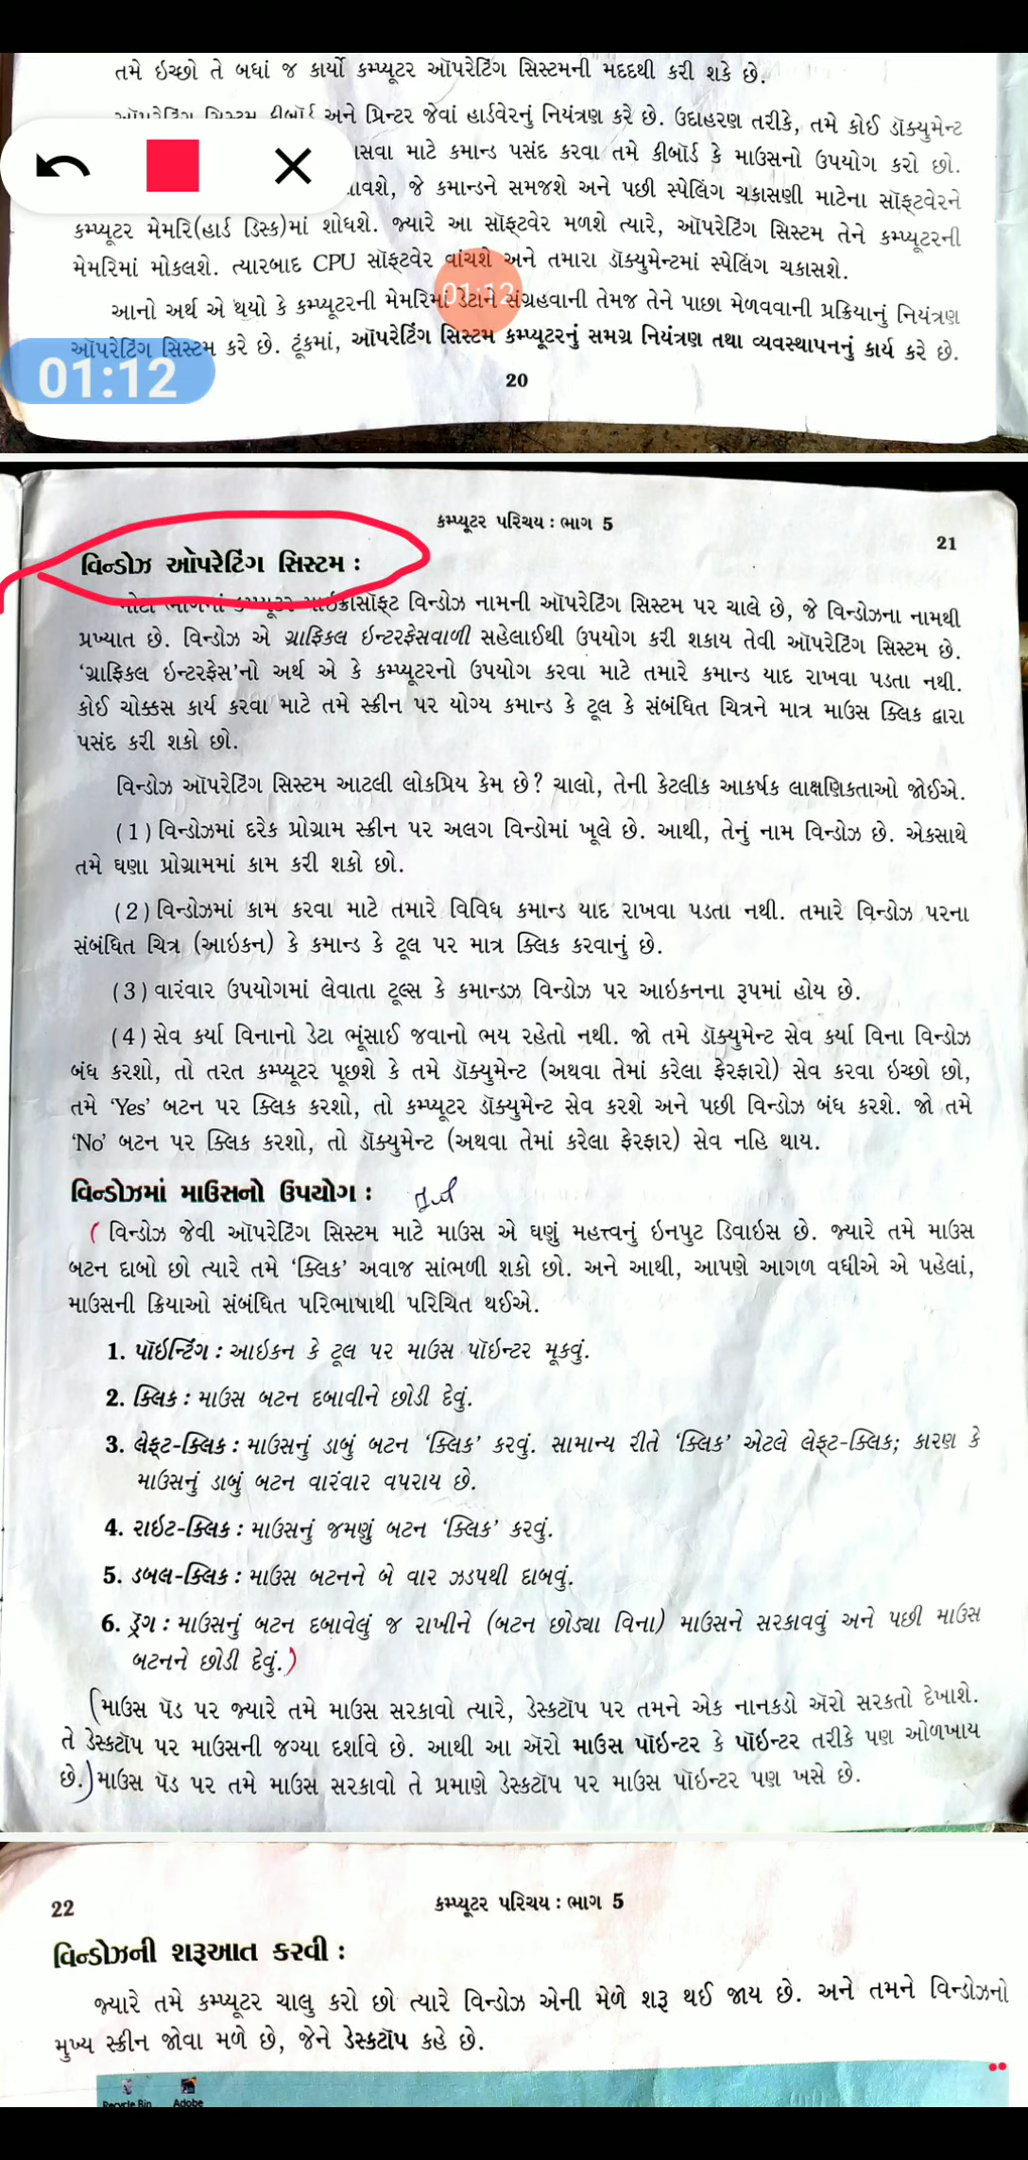 તમે ઇચ્છો તે બધાં જ કાર્યો કમ્પ્યૂટર ઑપરેટિંગ સિસ્ટમની મદદથી કરી શકે છે.
અને પ્રિન્ટર જેવાં હાર્ડવેરનું નિયંત્રણ કરે છે. ઉદાહરણ તરીકે, તમે કોઈ ડૉક્યુમેન્ટ
માટે કમાન્ડ પસંદ કરવા તમે કીબૉર્ડ કે માઉસનો ઉપયોગ કરો છો.
જે કમાન્ડને સમજશે અને પછી સ્પેલિંગ ચકાસણી માટેના સૉફ્ટવેરને
કમ્પ્યૂટર મેમરિ(હાર્ડ ડિસ્ક)માં શોધશે. જ્યારે આ સૉફ્ટવેર મળશે ત્યારે, ઑપરેટિંગ સિસ્ટમ તેને કમ્પ્યૂટરની
મેમરિમાં મોકલશે. ત્યારબાદ CPU સૉફ્ટવેર વાંચશે અને તમારા ડૉક્યુમેન્ટમાં સ્પેલિંગ ચકાસશે.
01:12
આનો અર્થ એ થયો કે કમ્પ્યૂટરની મેમરિમાં ડેટાને સંગ્રહવાની તેમજ તેને પાછા મેળવવાની પ્રક્રિયાનું નિયંત્રણ
ઑપરેટિંગ સિસ્ટમ કરે છે. ટૂંકમાં, ઑપરેટિંગ સિસ્ટમ કમ્પ્યૂટરનું સમગ્ર નિયંત્રણ તથા વ્યવસ્થાપનનું કાર્ય કરે છે.
01:12
20
કમ્પ્યૂટર પરિચય : ભાગ 5
21
વિન્ડોઝ ઑપરેટિંગ સિસ્ટમ :
મોટા ભાગનાં કમ્પ્યૂટર માઇક્રોસૉફ્ટ વિન્ડોઝ નામની ઑપરેટિંગ સિસ્ટમ પર ચાલે છે, જે વિન્ડોઝના નામથી
પ્રખ્યાત છે. વિન્ડોઝ એ ગ્રાફિકલ ઇન્ટરફેસવાળી સહેલાઈથી ઉપયોગ કરી શકાય તેવી ઑપરેટિંગ સિસ્ટમ છે.
‘ગ્રાફિકલ ઇન્ટરફેસ’નો અર્થ એ કે કમ્પ્યૂટરનો ઉપયોગ કરવા માટે તમારે કમાન્ડ યાદ રાખવા પડતા નથી.
કોઈ ચોક્કસ કાર્ય કરવા માટે તમે સ્ક્રીન પર યોગ્ય કમાન્ડ કે ટૂલ કે સંબંધિત ચિત્રને માત્ર માઉસ ક્લિક દ્વારા
પસંદ કરી શકો છો.
વિન્ડોઝ ઑપરેટિંગ સિસ્ટમ આટલી લોકપ્રિય કેમ છે? ચાલો, તેની કેટલીક આકર્ષક લાક્ષણિકતાઓ જોઈએ.
(1) વિન્ડોઝમાં દરેક પ્રોગ્રામ સ્ક્રીન પર અલગ વિન્ડોમાં ખૂલે છે. આથી, તેનું નામ વિન્ડોઝ છે. એકસાથે
તમે ઘણા પ્રોગ્રામમાં કામ કરી શકો છો.
(2) વિન્ડોઝમાં કામ કરવા માટે તમારે વિવિધ કમાન્ડ યાદ રાખવા પડતા નથી. તમારે વિન્ડોઝ પરના
સંબંધિત ચિત્ર (આઇકન) કે કમાન્ડ કે ટૂલ પર માત્ર ક્લિક કરવાનું છે.
(3) વારંવાર ઉપયોગમાં લેવાતા ટૂલ્સ કે કમાન્ડઝ વિન્ડોઝ પર આઇકનના રૂપમાં હોય છે.
(4) સેવ કર્યા વિનાનો ડેટા ભૂંસાઈ જવાનો ભય રહેતો નથી. જો તમે ડૉક્યુમેન્ટ સેવ કર્યા વિના વિન્ડોઝ
બંધ કરશો, તો તરત કમ્પ્યૂટર પૂછશે કે તમે ડૉક્યુમેન્ટ (અથવા તેમાં કરેલા ફેરફારો) સેવ કરવા ઇચ્છો છો,
તમે ‘Yes’ બટન પર ક્લિક કરશો, તો કમ્પ્યૂટર ડૉક્યુમેન્ટ સેવ કરશે અને પછી વિન્ડોઝ બંધ કરશે. જો તમે
‘No’ બટન પર ક્લિક કરશો, તો ડૉક્યુમેન્ટ (અથવા તેમાં કરેલા ફેરફાર) સેવ નહિ થાય.
વિન્ડોઝમાં માઉસનો ઉપયોગ :
( વિન્ડોઝ જેવી ઑપરેટિંગ સિસ્ટમ માટે માઉસ એ ઘણું મહત્ત્વનું ઇનપુટ ડિવાઇસ છે. જ્યારે તમે માઉસ
બટન દાબો છો ત્યારે તમે ‘ક્લિક’ અવાજ સાંભળી શકો છો. અને આથી, આપણે આગળ વધીએ એ પહેલાં,
માઉસની ક્રિયાઓ સંબંધિત પરિભાષાથી પરિચિત થઈએ.
1. પૉઇન્ટિંગ : આઇકન કે ટૂલ પર માઉસ પૉઇન્ટર મૂકવું.
2. ક્લિક : માઉસ બટન દબાવીને છોડી દેવું.
3. લેફ્ટ-ક્લિક : માઉસનું ડાબું બટન ‘ક્લિક’ કરવું. સામાન્ય રીતે ‘ક્લિક’ એટલે લેફ્ટ-ક્લિક; કારણ કે
માઉસનું ડાબું બટન વારંવાર વપરાય છે.
4. રાઇટ-ક્લિક : માઉસનું જમણું બટન ‘ક્લિક’ કરવું.
5. ડબલ-ક્લિક : માઉસ બટનને બે વાર ઝડપથી દાબવું.
6. ડ્રૅગ : માઉસનું બટન દબાવેલું જ રાખીને (બટન છોડ્યા વિના) માઉસને સરકાવવું અને પછી માઉસ
બટનને છોડી દેવું.)
(માઉસ પૅડ પર જ્યારે તમે માઉસ સરકાવો ત્યારે, ડેસ્કટૉપ પર તમને એક નાનકડો ઍરો સરકતો દેખાશે.
તે ડેસ્કટૉપ પર માઉસની જગ્યા દર્શાવે છે. આથી આ ઍરો માઉસ પૉઇન્ટર કે પૉઇન્ટર તરીકે પણ ઓળખાય
છે.) માઉસ પૅડ પર તમે માઉસ સરકાવો તે પ્રમાણે ડેસ્કટૉપ પર માઉસ પૉઇન્ટર પણ ખસે છે.
22
કમ્પ્યૂટર પરિચય : ભાગ 5
વિન્ડોઝની શરૂઆત કરવી :
જ્યારે તમે કમ્પ્યૂટર ચાલુ કરો છો ત્યારે વિન્ડોઝ એની મેળે શરૂ થઈ જાય છે. અને તમને વિન્ડોઝનો
મુખ્ય સ્ક્રીન જોવા મળે છે, જેને ડેસ્કટૉપ કહે છે.
Recycle Bin Adobe